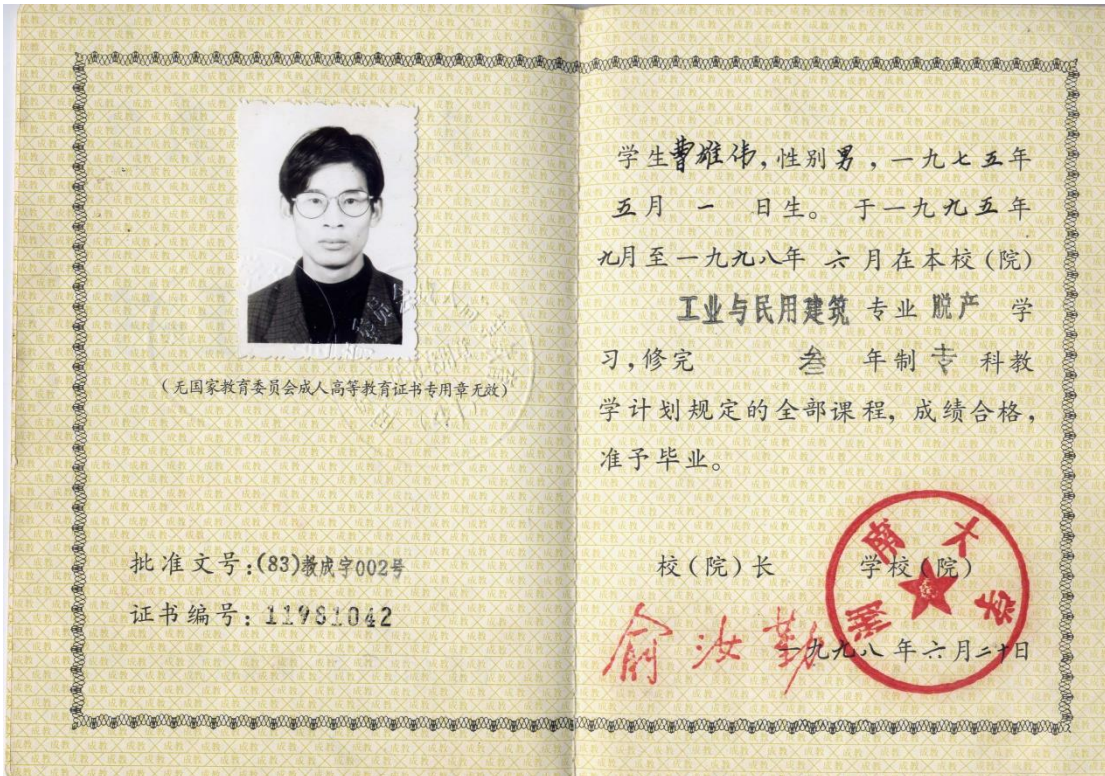 (无国家教育委员会成人高等教育证书专用章无效)
批准文号:(83)教成字002号
证书编号: 11981042
学生曹雄伟,性别男,一九七五年
五月 一 日生。于一九九五年
九月至一九九八年 六月在本校(院)
工业与民用建筑 专业 脱产 学
习,修完 叁 年制 专 科教
学计划规定的全部课程,成绩合格,
准予毕业。
校(院)长 学校(院)
俞汝勤
湖南大学
一九九八年六月二十日